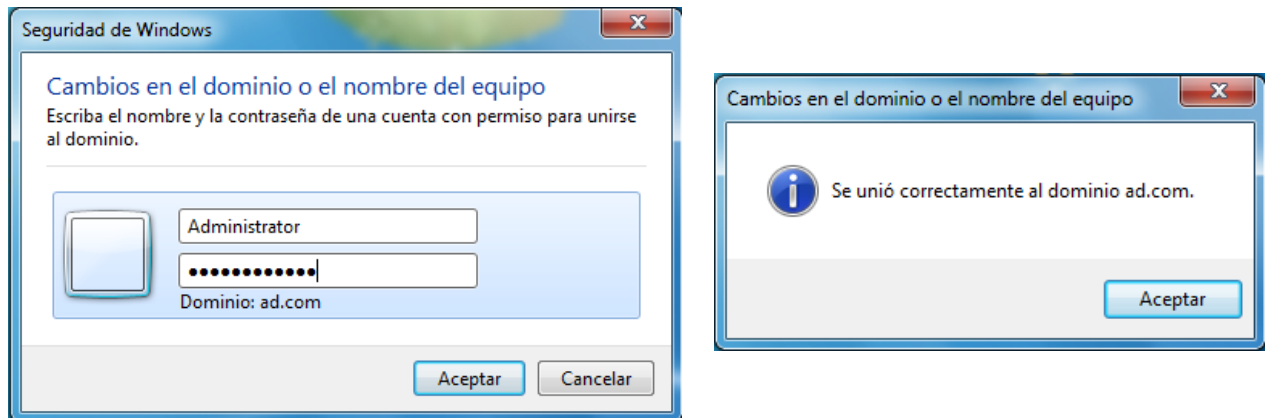 Seguridad de Windows
Cambios en el dominio o el nombre del equipo
Escriba el nombre y la contraseña de una cuenta con permiso para unirse
al dominio.
Administrator
●●●●●●●●●●●●
Dominio: ad.com
Aceptar
Cancelar
Cambios en el dominio o el nombre del equipo
Se unió correctamente al dominio ad.com.
Aceptar